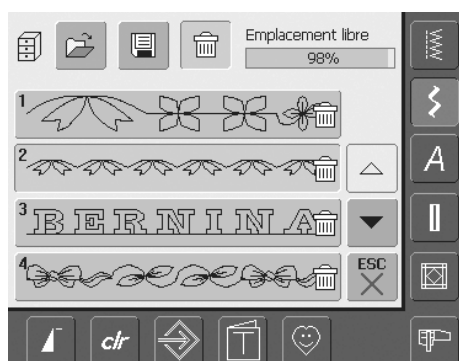 Emplacement libre
98%
1
2
3 BERNINA
4
ESC
A
clr
T